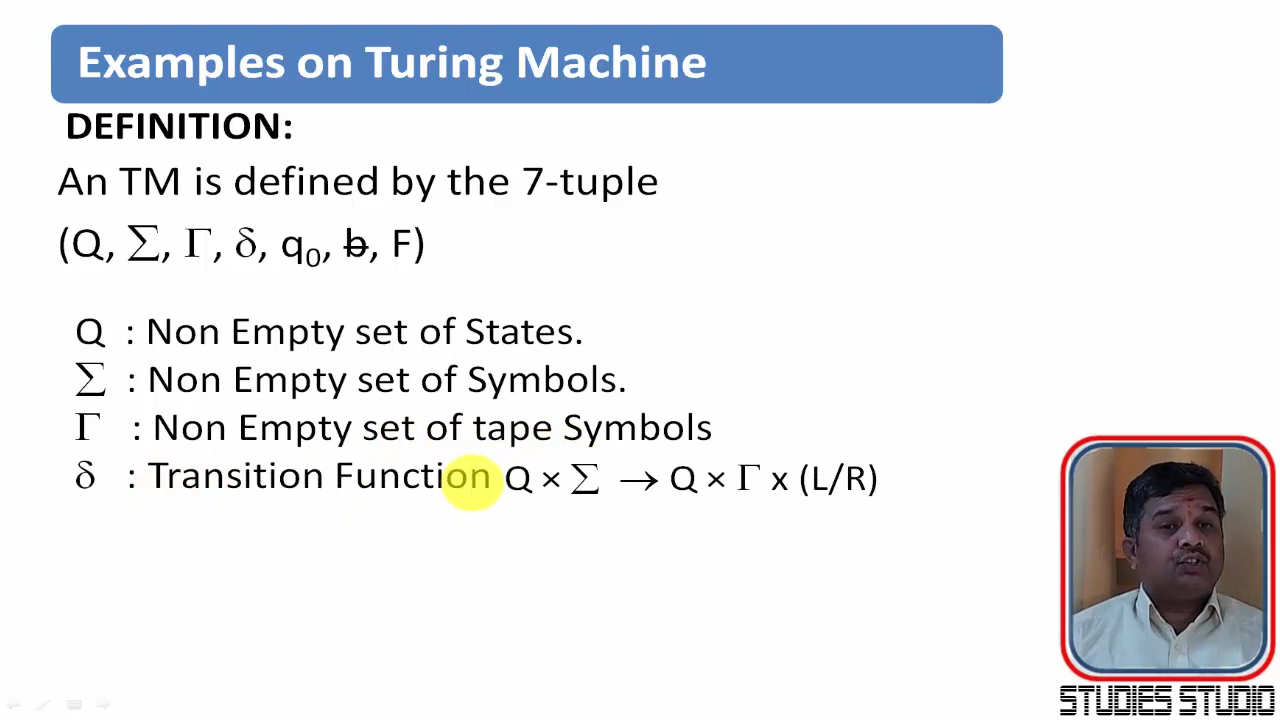 Examples on Turing Machine
DEFINITION:
An TM is defined by the 7-tuple
(Q, Σ, Γ, δ, q₀, ƀ, F)
Q : Non Empty set of States.
Σ : Non Empty set of Symbols.
Γ : Non Empty set of tape Symbols
δ : Transition Function Q × Σ → Q × Γ x (L/R)
STUDIES STUDIO